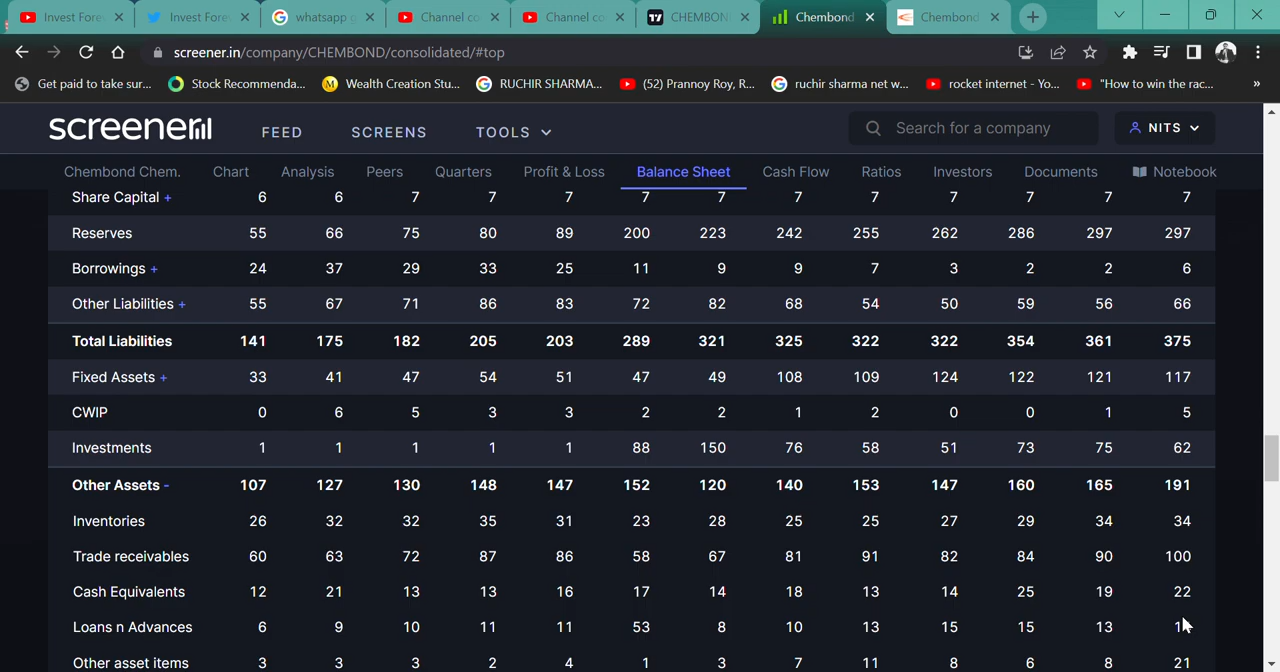 Invest Fore
Invest Fore
whatsapp g
Channel co
Channel co
CHEMBON
Chembond
Chembond
screener.in/company/CHEMBOND/consolidated/#top
Get paid to take sur...
Stock Recommenda...
Wealth Creation Stu...
RUCHIR SHARMA...
(52) Prannoy Roy, R...
ruchir sharma net w...
rocket internet - Yo...
"How to win the rac...
»
screener
FEED
SCREENS
TOOLS
Search for a company
NITS
Chembond Chem. Chart Analysis Peers Quarters Profit & Loss Balance Sheet Cash Flow Ratios Investors Documents Notebook
Share Capital + 6 6 7 7 7 7 7 7 7 7 7 7 7
Reserves 55 66 75 80 89 200 223 242 255 262 286 297 297
Borrowings + 24 37 29 33 25 11 9 9 7 3 2 2 6
Other Liabilities + 55 67 71 86 83 72 82 68 54 50 59 56 66
Total Liabilities 141 175 182 205 203 289 321 325 322 322 354 361 375
Fixed Assets + 33 41 47 54 51 47 49 108 109 124 122 121 117
CWIP 0 6 5 3 3 2 2 1 2 0 0 1 5
Investments 1 1 1 1 1 88 150 76 58 51 73 75 62
Other Assets - 107 127 130 148 147 152 120 140 153 147 160 165 191
Inventories 26 32 32 35 31 23 28 25 25 27 29 34 34
Trade receivables 60 63 72 87 86 58 67 81 91 82 84 90 100
Cash Equivalents 12 21 13 13 16 17 14 18 13 14 25 19 22
Loans n Advances 6 9 10 11 11 53 8 10 13 15 15 13
Other asset items 3 3 3 2 4 1 3 7 11 8 6 8 21